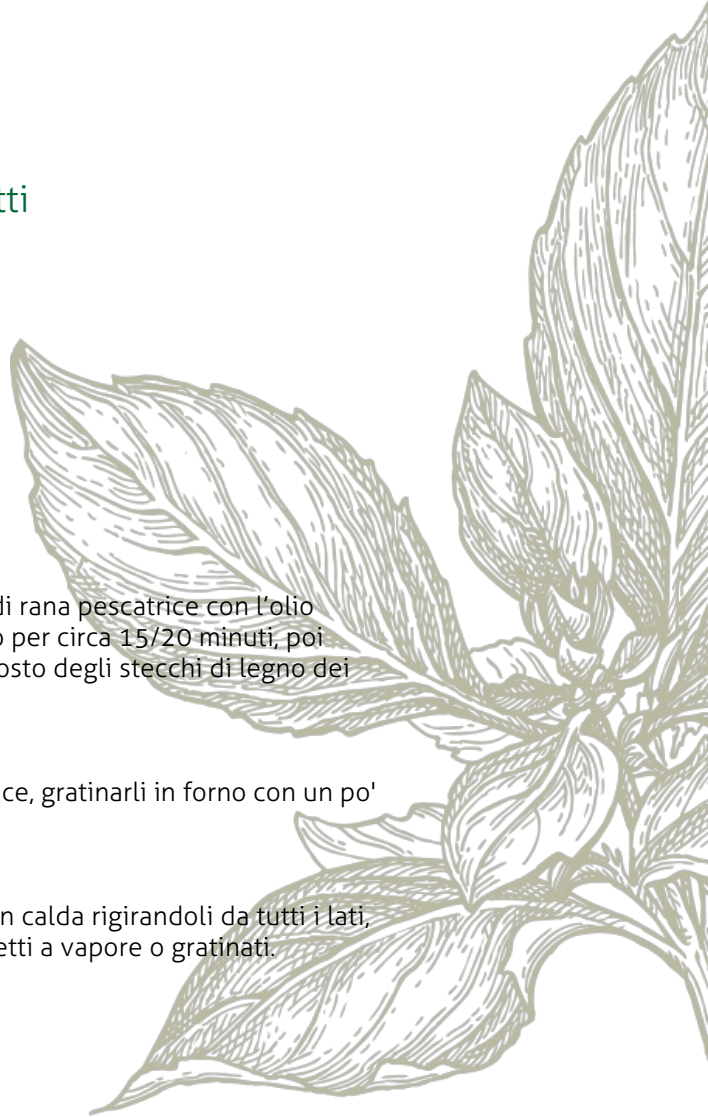 tti
di rana pescatrice con l’olio
o per circa 15/20 minuti, poi
osto degli stecchi di legno dei
ce, gratinarli in forno con un po'
n calda rigirandoli da tutti i lati,
etti a vapore o gratinati.